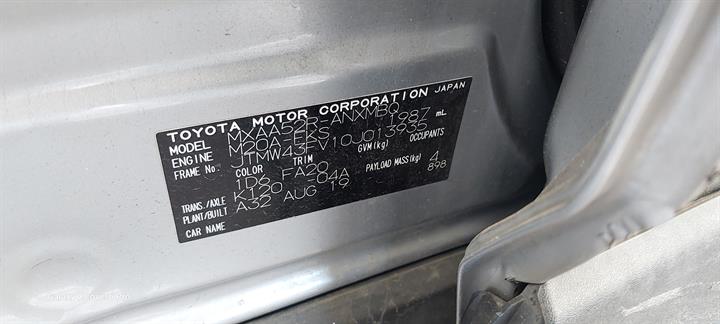 TOYOTA MOTOR CORPORATION JAPAN
MODEL MXAA52R-ANXMBQ
ENGINE M20A-FKS 1987 mL
FRAME No. JTMW43FV10J013935
COLOR TRIM GVM(kg) OCCUPANTS
1D6 FA20 4
TRANS./AXLE K120 -04A PAYLOAD MASS(kg) 898
PLANT/BUILT A32 AUG 19
CAR NAME